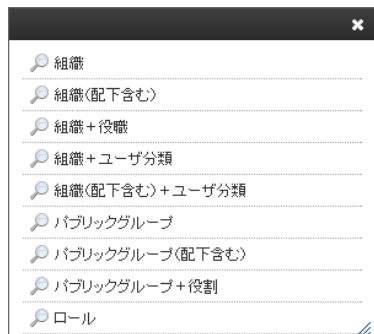 組織
組織(配下含む)
組織+役職
組織+ユーザ分類
組織(配下含む)+ユーザ分類
パブリックグループ
パブリックグループ(配下含む)
パブリックグループ+役割
ロール